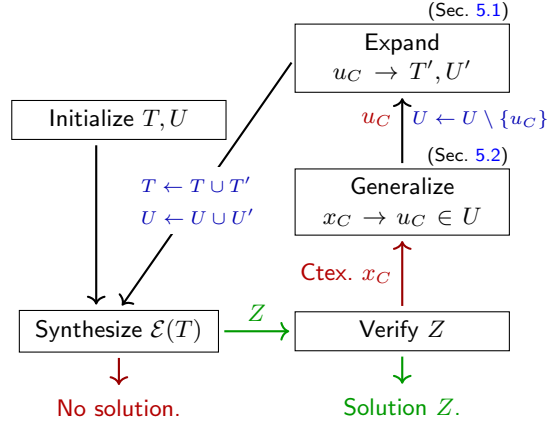 (Sec. 5.1)
Expand
u_C → T′, U′
Initialize T, U
u_C
U ← U \ {u_C}
T ← T ∪ T′
U ← U ∪ U′
(Sec. 5.2)
Generalize
x_C → u_C ∈ U
Ctex. x_C
Synthesize ℰ(T)
Z
Verify Z
No solution.
Solution Z.